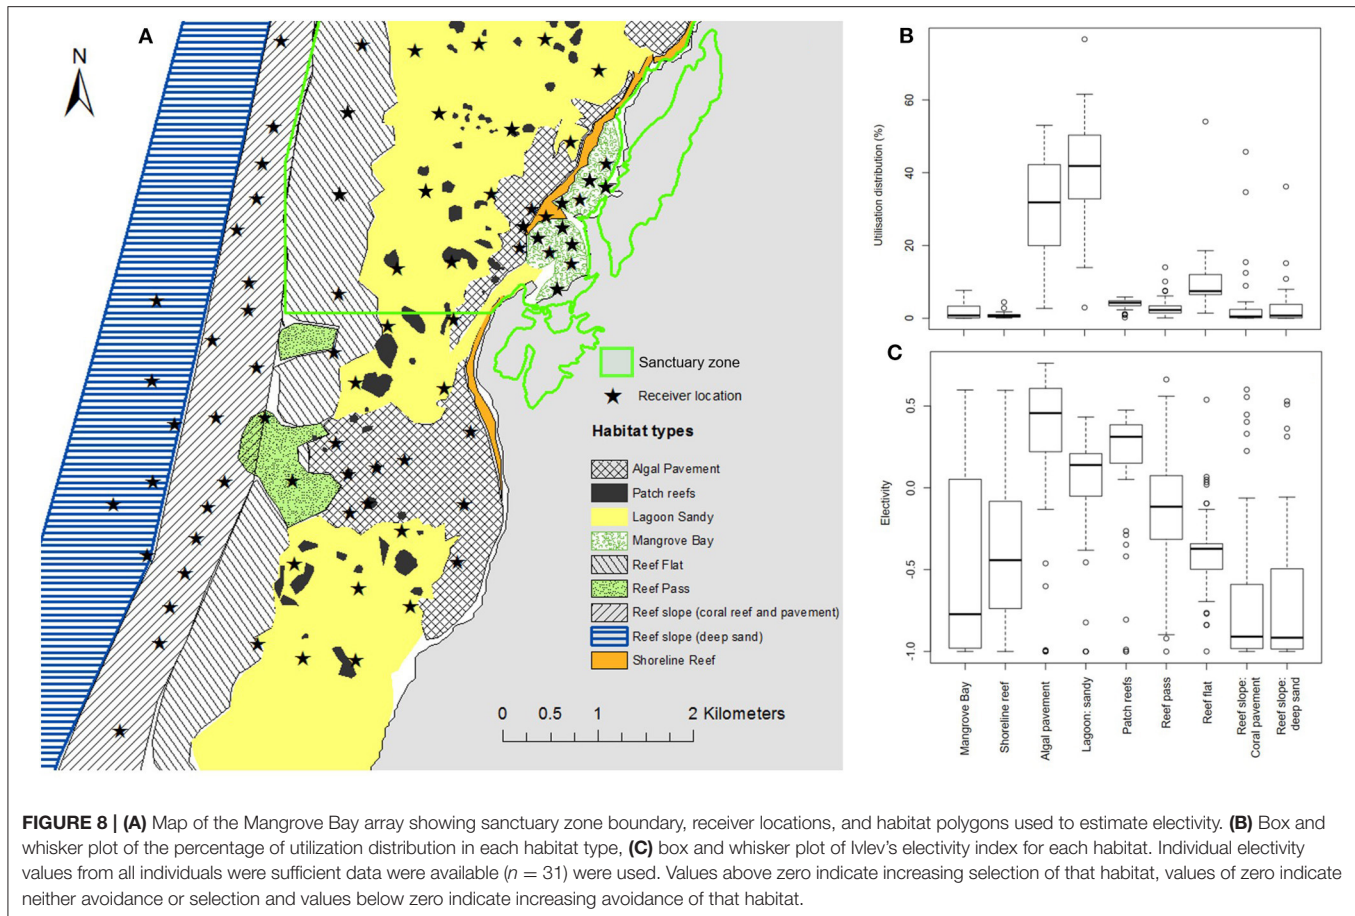 A
N
Sanctuary zone
Receiver location
Habitat types
Algal Pavement
Patch reefs
Lagoon Sandy
Mangrove Bay
Reef Flat
Reef Pass
Reef slope (coral reef and pavement)
Reef slope (deep sand)
Shoreline Reef
0 0.5 1 2 Kilometers
B
Utilisation distribution (%)
60
40
20
0
C
Electivity
0.5
0.0
-0.5
-1.0
Mangrove Bay
Shoreline reef
Algal pavement
Lagoon: sandy
Patch reefs
Reef pass
Reef flat
Reef slope:
Coral pavement
Reef slope:
deep sand
FIGURE 8 | (A) Map of the Mangrove Bay array showing sanctuary zone boundary, receiver locations, and habitat polygons used to estimate electivity. (B) Box and
whisker plot of the percentage of utilization distribution in each habitat type, (C) box and whisker plot of Ivlev's electivity index for each habitat. Individual electivity
values from all individuals were sufficient data were available (n = 31) were used. Values above zero indicate increasing selection of that habitat, values of zero indicate
neither avoidance or selection and values below zero indicate increasing avoidance of that habitat.